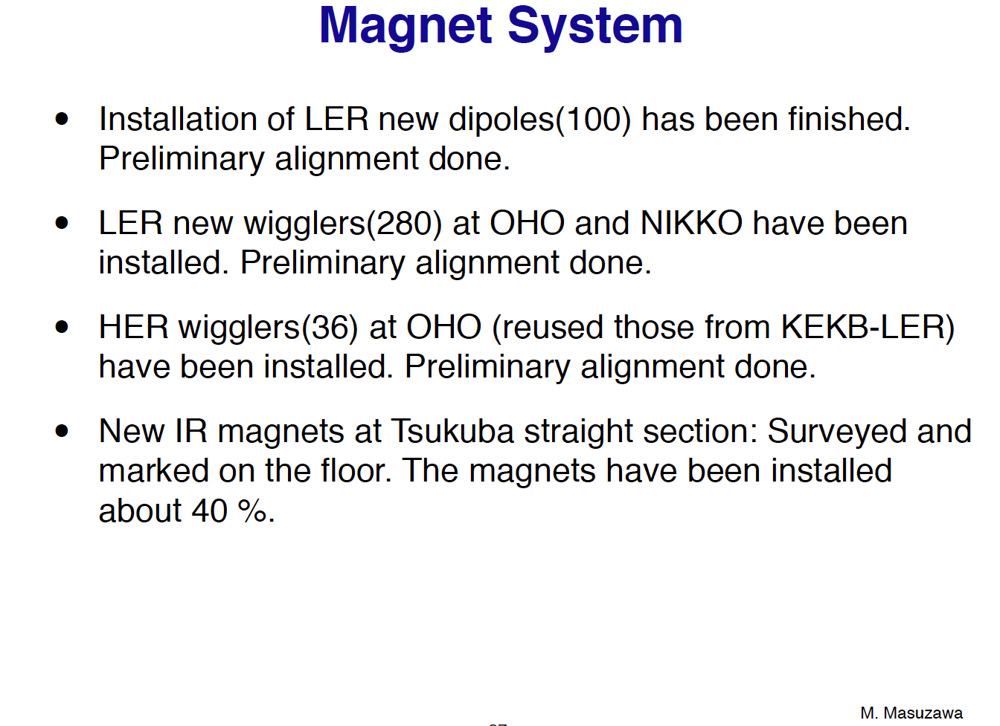 Magnet System
• Installation of LER new dipoles(100) has been finished.
Preliminary alignment done.
• LER new wigglers(280) at OHO and NIKKO have been
installed. Preliminary alignment done.
• HER wigglers(36) at OHO (reused those from KEKB-LER)
have been installed. Preliminary alignment done.
• New IR magnets at Tsukuba straight section: Surveyed and
marked on the floor. The magnets have been installed
about 40 %.
M. Masuzawa